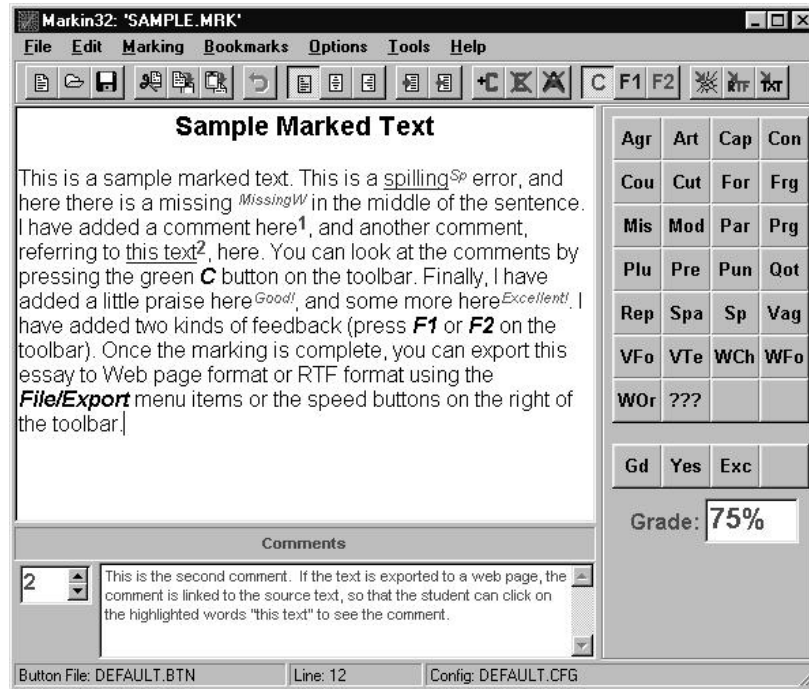 Markin32: 'SAMPLE.MRK'
File Edit Marking Bookmarks Options Tools Help
+C C F1 F2 RTF TXT
Sample Marked Text
This is a sample marked text. This is a spilling Sp error, and
here there is a missing MissingW in the middle of the sentence.
I have added a comment here1, and another comment,
referring to this text2, here. You can look at the comments by
pressing the green C button on the toolbar. Finally, I have
added a little praise here Good!, and some more here Excellent!. I
have added two kinds of feedback (press F1 or F2 on the
toolbar). Once the marking is complete, you can export this
essay to Web page format or RTF format using the
File/Export menu items or the speed buttons on the right of
the toolbar.
Agr Art Cap Con
Cou Cut For Frg
Mis Mod Par Prg
Plu Pre Pun Qot
Rep Spa Sp Vag
VFo VTe WCh WFo
WOr ???
Gd Yes Exc
Grade: 75%
Comments
2
This is the second comment. If the text is exported to a web page, the
comment is linked to the source text, so that the student can click on
the highlighted words "this text" to see the comment.
Button File: DEFAULT.BTN Line: 12 Config: DEFAULT.CFG